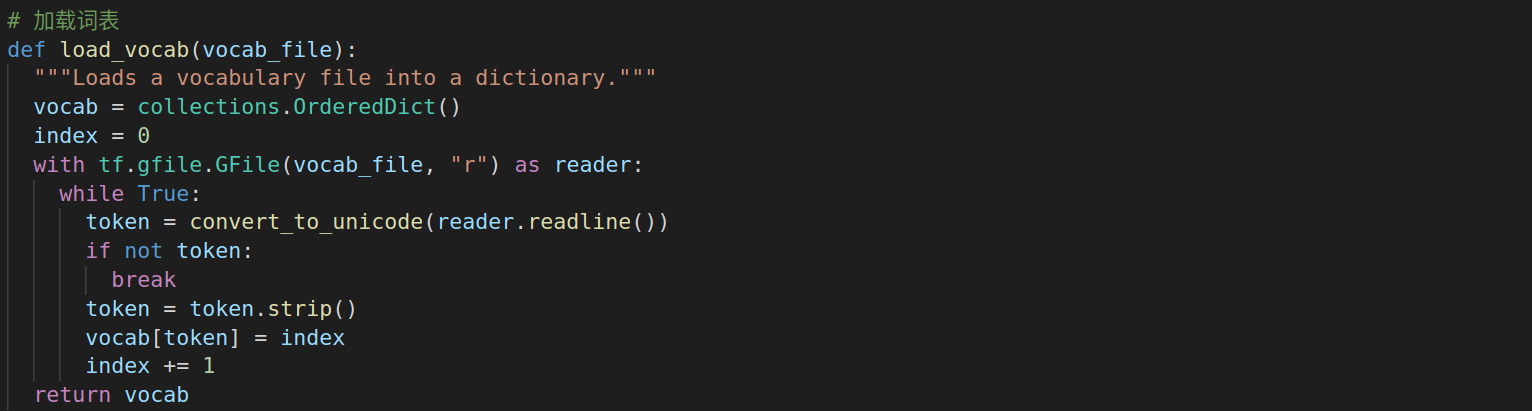 # 加载词表
def load_vocab(vocab_file):
  """Loads a vocabulary file into a dictionary."""
  vocab = collections.OrderedDict()
  index = 0
  with tf.gfile.GFile(vocab_file, "r") as reader:
    while True:
      token = convert_to_unicode(reader.readline())
      if not token:
        break
      token = token.strip()
      vocab[token] = index
      index += 1
  return vocab